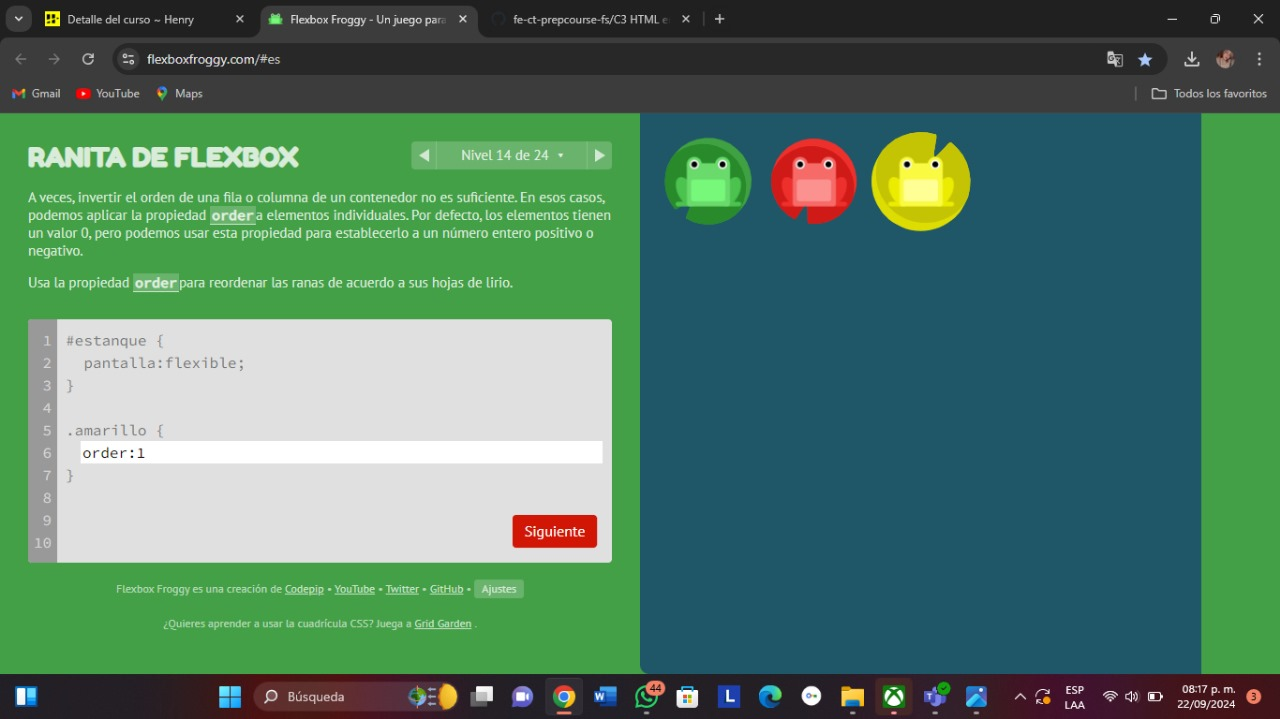 Detalle del curso ~ Henry
Flexbox Froggy - Un juego para
fe-ct-prepcourse-fs/C3 HTML e
flexboxfroggy.com/#es
Gmail
YouTube
Maps
Todos los favoritos
RANITA DE FLEXBOX
Nivel 14 de 24
A veces, invertir el orden de una fila o columna de un contenedor no es suficiente. En esos casos,
podemos aplicar la propiedad order a elementos individuales. Por defecto, los elementos tienen
un valor 0, pero podemos usar esta propiedad para establecerlo a un número entero positivo o
negativo.
Usa la propiedad order para reordenar las ranas de acuerdo a sus hojas de lirio.
1 #estanque {
2 pantalla:flexible;
3 }
4
5 .amarillo {
6 order:1
7 }
8
9
10
Siguiente
Flexbox Froggy es una creación de Codepip • YouTube • Twitter • GitHub • Ajustes
¿Quieres aprender a usar la cuadrícula CSS? Juega a Grid Garden .
Búsqueda
W
44
L
ESP
LAA
08:17 p. m.
22/09/2024
3